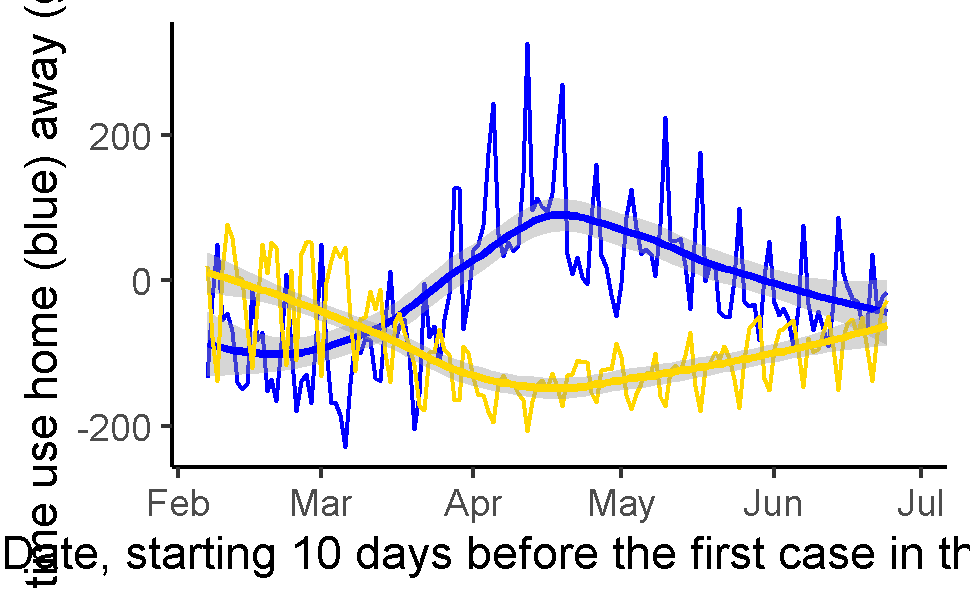 time use home (blue) away (
200
0
-200
Feb Mar Apr May Jun Jul
Date, starting 10 days before the first case in